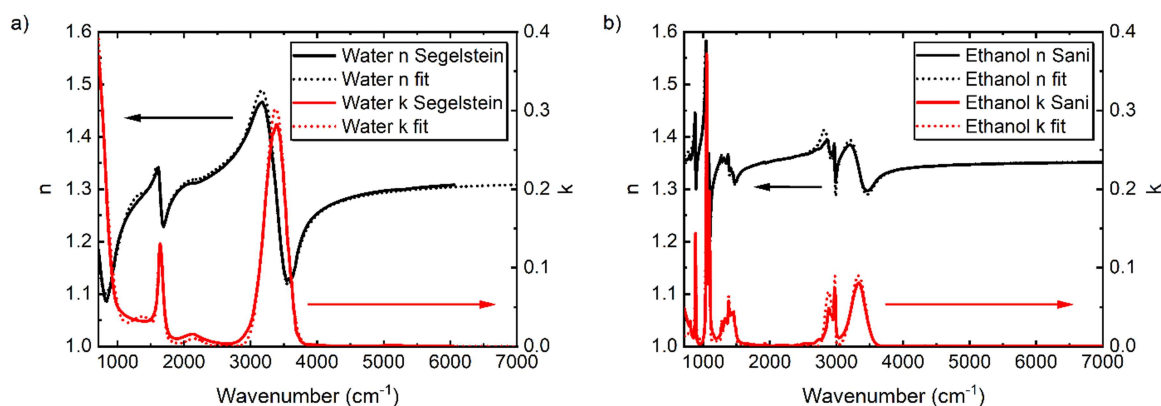 a)
1.6
1.5
1.4
1.3
1.2
1.1
1.0
n
0.4
0.3
0.2
0.1
0.0
k
Water n Segelstein
Water n fit
Water k Segelstein
Water k fit
1000 2000 3000 4000 5000 6000 7000
Wavenumber (cm-1)
b)
1.6
1.5
1.4
1.3
1.2
1.1
1.0
n
0.4
0.3
0.2
0.1
0.0
k
Ethanol n Sani
Ethanol n fit
Ethanol k Sani
Ethanol k fit
1000 2000 3000 4000 5000 6000 7000
Wavenumber (cm-1)